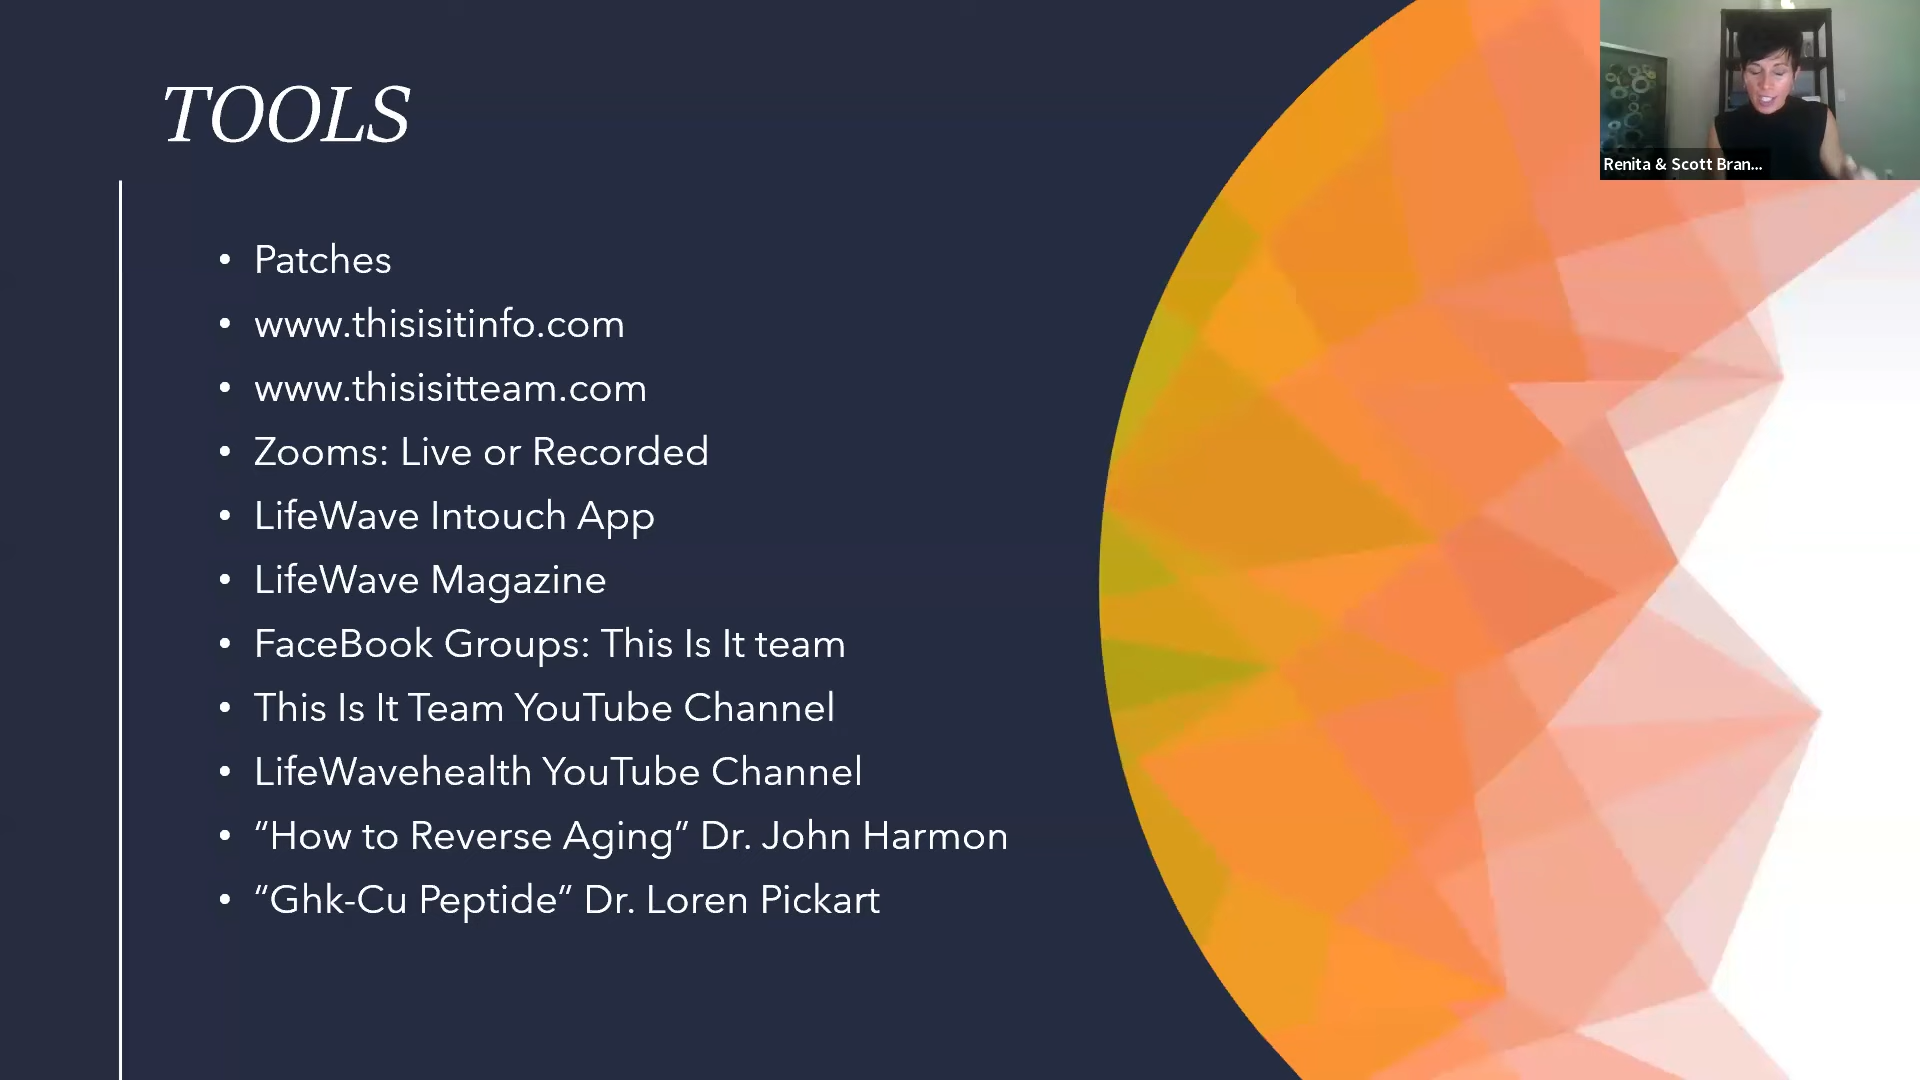 TOOLS
Renita & Scott Bran...
• Patches
• www.thisisitinfo.com
• www.thisisitteam.com
• Zooms: Live or Recorded
• LifeWave Intouch App
• LifeWave Magazine
• FaceBook Groups: This Is It team
• This Is It Team YouTube Channel
• LifeWavehealth YouTube Channel
• “How to Reverse Aging” Dr. John Harmon
• “Ghk-Cu Peptide” Dr. Loren Pickart